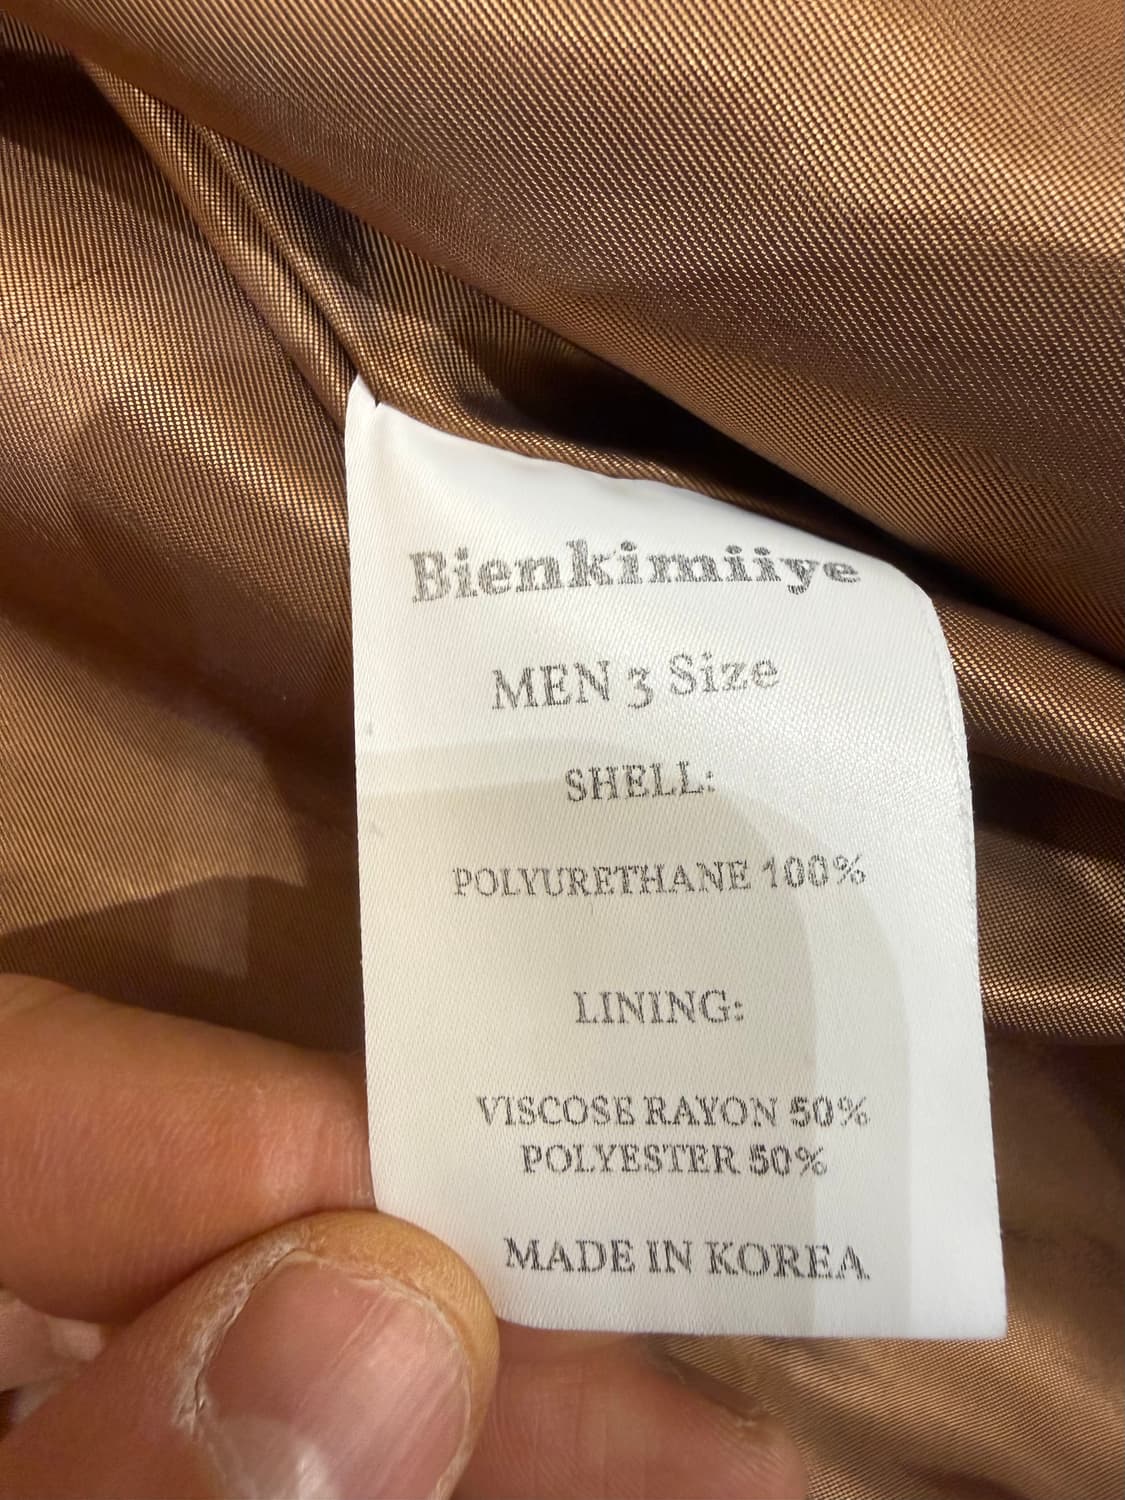 Bienkimiiye
MEN 3 Size
SHELL:
POLYURETHANE 100%
LINING:
VISCOSE RAYON 50%
POLYESTER 50%
MADE IN KOREA